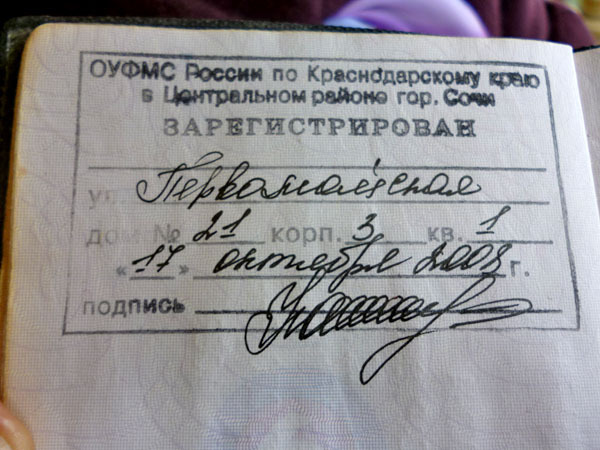 ОУФМС России по Краснодарскому краю
в Центральном районе гор. Сочи
ЗАРЕГИСТРИРОВАН
ул. Первомайская
дом № 21 корп. 3 кв. 1
«17» октября 2008 г.
подпись